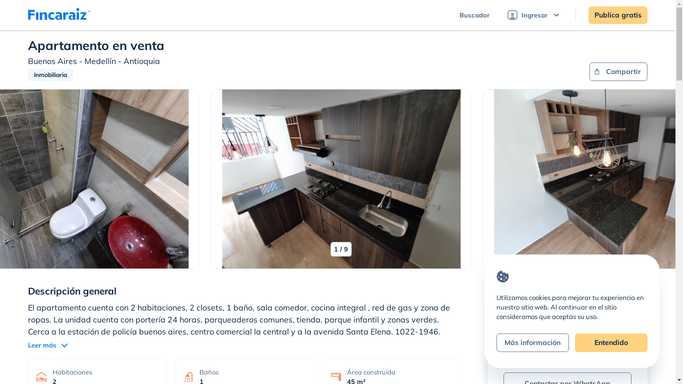 Fincaraiz
Buscador
Ingresar
Publica gratis
Apartamento en venta
Buenos Aires - Medellín - Antioquia
Inmobiliaria
Compartir
1 / 9
Descripción general
El apartamento cuenta con 2 habitaciones, 2 closets, 1 baño, sala comedor, cocina integral , red de gas y zona de
ropas. La unidad cuenta con portería 24 horas, parqueaderos comunes, tienda, parque infantil y zonas verdes.
Cerca a la estación de policía buenos aires, centro comercial la central y a la avenida Santa Elena. 1022-1946.
Leer más
Habitaciones
2
Baños
1
Área construida
45 m²
Utilizamos cookies para mejorar tu experiencia en
nuestro sitio web. Al continuar en el sitio
consideramos que aceptas su uso.
Más información
Entendido
Contactar por WhatsApp